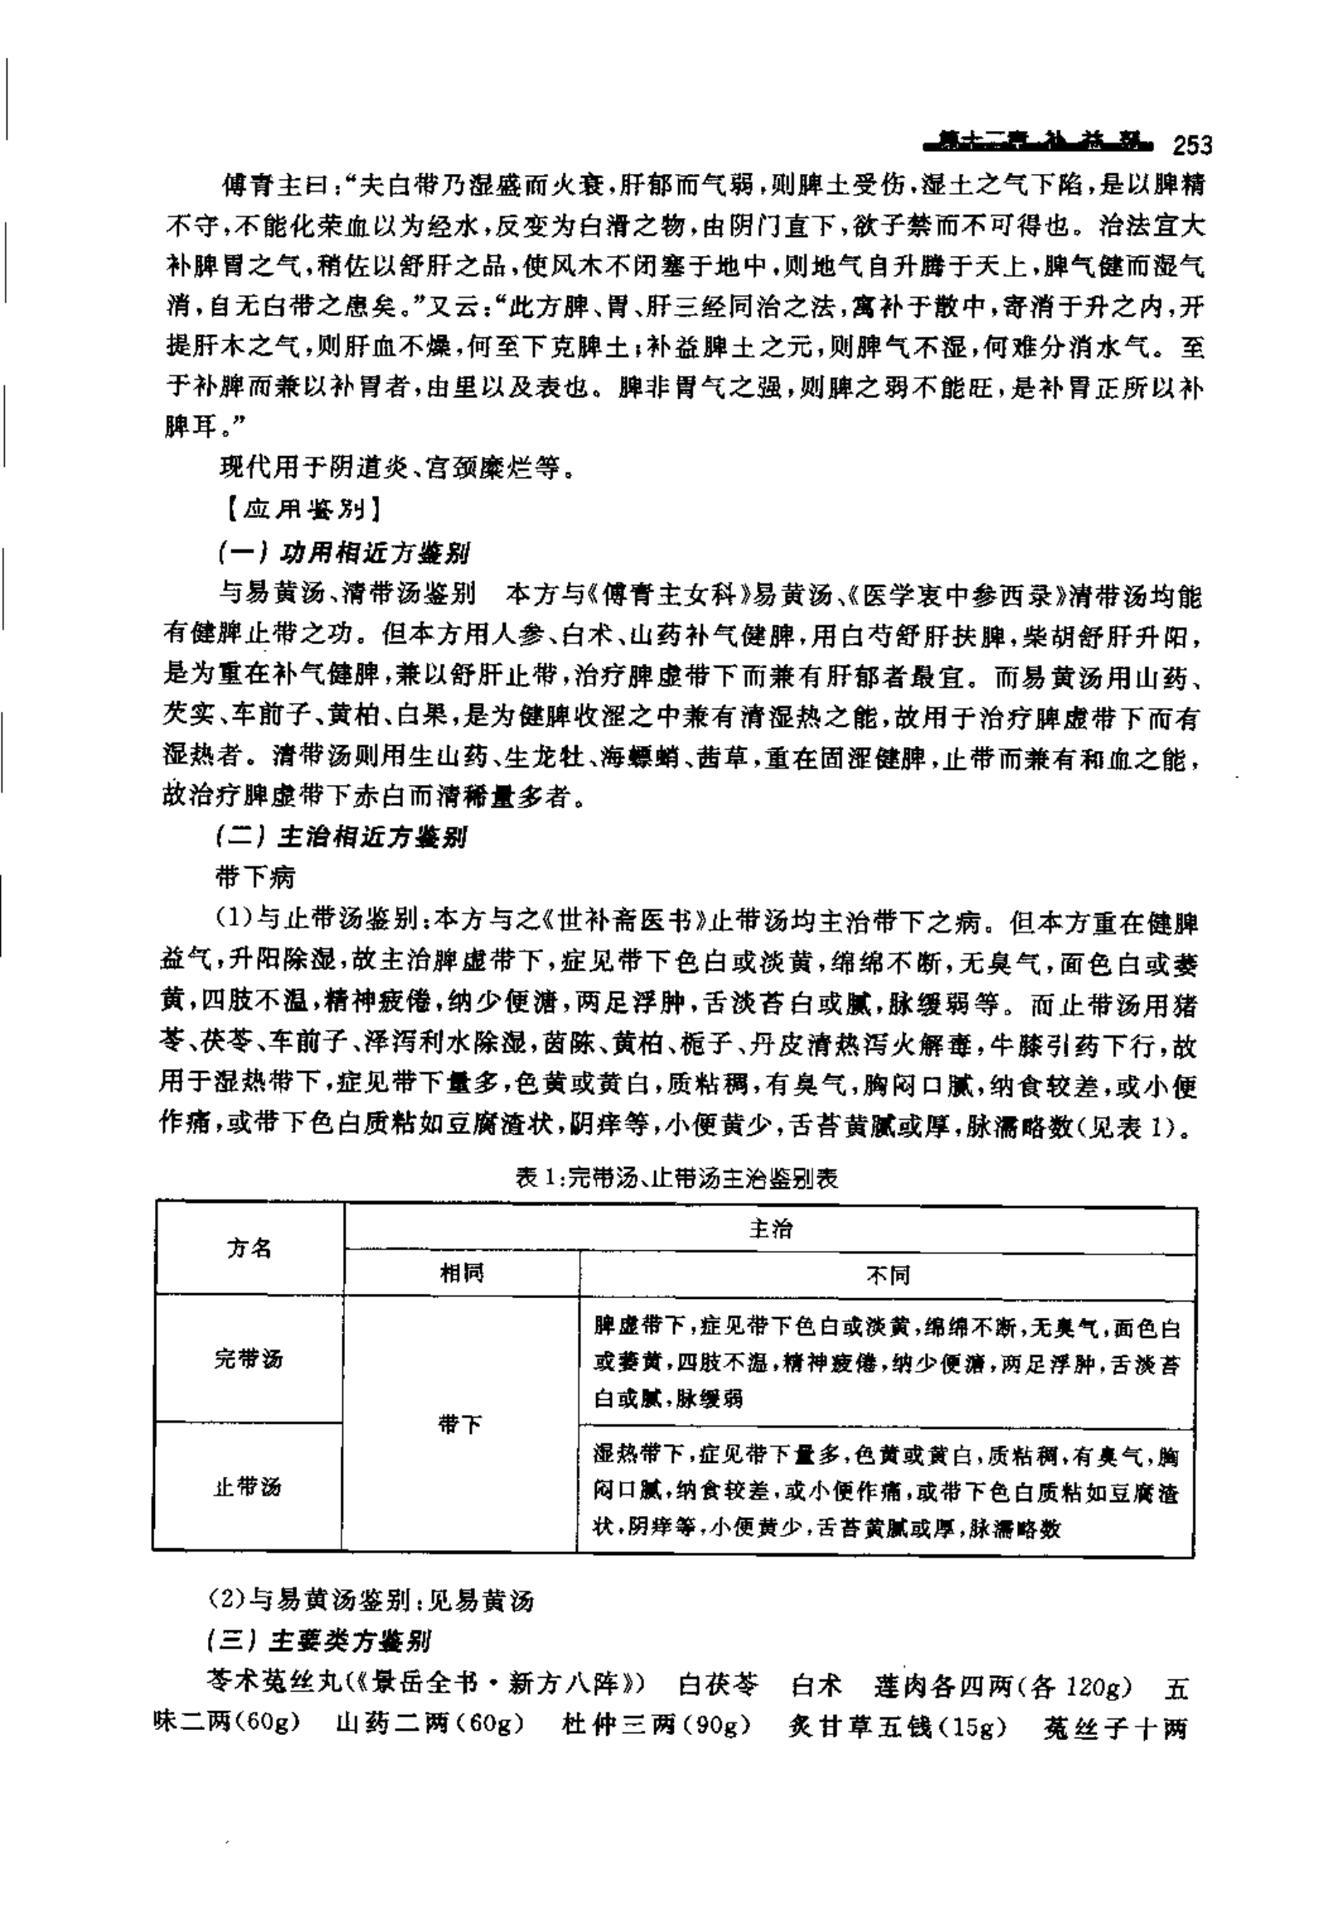 第十二章 补益剂 253
傅青主曰：“夫白带乃湿盛而火衰，肝郁而气弱，则脾土受伤，湿土之气下陷，是以脾精
不守，不能化荣血以为经水，反变为白滑之物，由阴门直下，欲子禁而不可得也。治法宜大
补脾胃之气，稍佐以舒肝之品，使风木不闭塞于地中，则地气自升腾于天上，脾气健而湿气
消，自无白带之患矣。”又云：“此方脾、胃、肝三经同治之法，寓补于散中，寄消于升之内，开
提肝木之气，则肝血不燥，何至下克脾土；补益脾土之元，则脾气不湿，何难分消水气。至
于补脾而兼以补胃者，由里以及表也。脾非胃气之强，则脾之弱不能旺，是补胃正所以补
脾耳。”
现代用于阴道炎、宫颈糜烂等。
【应用鉴别】
（一）功用相近方鉴别
与易黄汤、清带汤鉴别 本方与《傅青主女科》易黄汤、《医学衷中参西录》清带汤均能
有健脾止带之功。但本方用人参、白术、山药补气健脾，用白芍舒肝扶脾，柴胡舒肝升阳，
是为重在补气健脾，兼以舒肝止带，治疗脾虚带下而兼有肝郁者最宜。而易黄汤用山药、
芡实、车前子、黄柏、白果，是为健脾收涩之中兼有清湿热之能，故用于治疗脾虚带下而有
湿热者。清带汤则用生山药、生龙牡、海螵蛸、茜草，重在固涩健脾，止带而兼有和血之能，
故治疗脾虚带下赤白而清稀量多者。
（二）主治相近方鉴别
带下病
（1）与止带汤鉴别：本方与之《世补斋医书》止带汤均主治带下之病。但本方重在健脾
益气，升阳除湿，故主治脾虚带下，症见带下色白或淡黄，绵绵不断，无臭气，面色白或萎
黄，四肢不温，精神疲倦，纳少便溏，两足浮肿，舌淡苔白或腻，脉缓弱等。而止带汤用猪
苓、茯苓、车前子、泽泻利水除湿，茵陈、黄柏、栀子、丹皮清热泻火解毒，牛膝引药下行，故
用于湿热带下，症见带下量多，色黄或黄白，质粘稠，有臭气，胸闷口腻，纳食较差，或小便
作痛，或带下色白质粘如豆腐渣状，阴痒等，小便黄少，舌苔黄腻或厚，脉濡略数（见表1）。
表1：完带汤、止带汤主治鉴别表
方名
主治
相同
不同
完带汤
带下
脾虚带下，症见带下色白或淡黄，绵绵不断，无臭气，面色白
或萎黄，四肢不温，精神疲倦，纳少便溏，两足浮肿，舌淡苔
白或腻，脉缓弱
止带汤
湿热带下，症见带下量多，色黄或黄白，质粘稠，有臭气，胸
闷口腻，纳食较差，或小便作痛，或带下色白质粘如豆腐渣
状，阴痒等，小便黄少，舌苔黄腻或厚，脉濡略数
（2）与易黄汤鉴别：见易黄汤
（三）主要类方鉴别
苓术菟丝丸（《景岳全书·新方八阵》） 白茯苓 白术 莲肉各四两（各120g） 五
味二两（60g） 山药二两（60g） 杜仲三两（90g） 炙甘草五钱（15g） 菟丝子十两